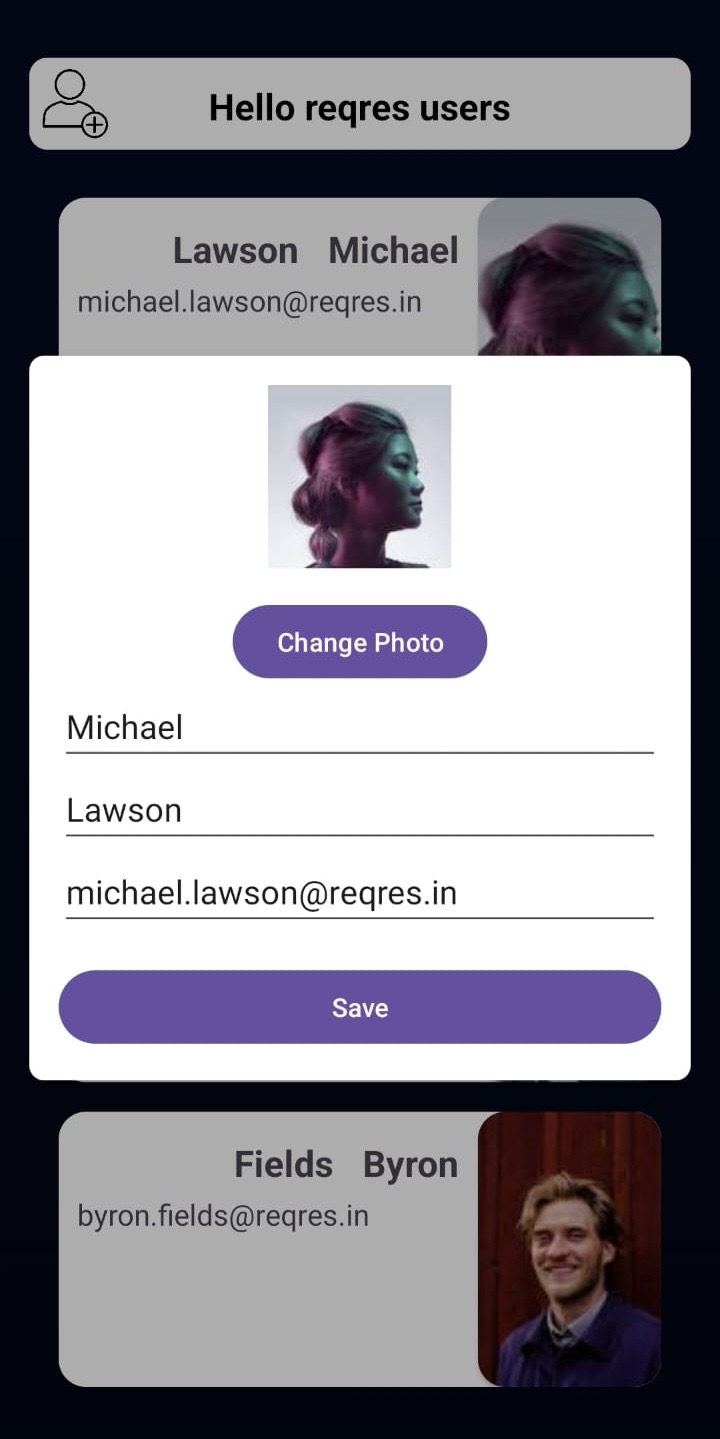 Hello reqres users
Lawson Michael
michael.lawson@reqres.in
Change Photo
Michael
Lawson
michael.lawson@reqres.in
Save
Fields Byron
byron.fields@reqres.in